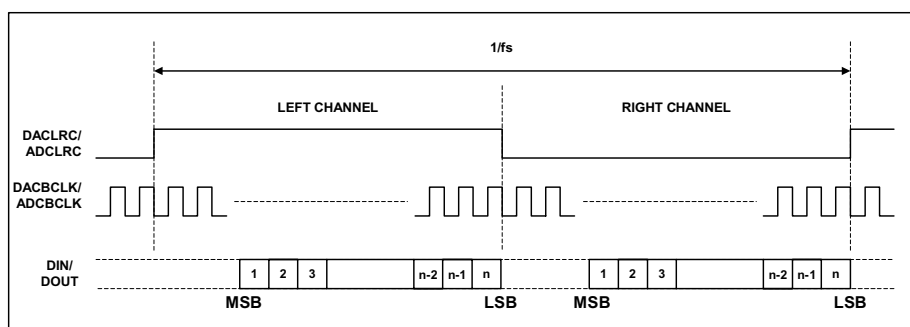 1/fs
LEFT CHANNEL
RIGHT CHANNEL
DACLRC/
ADCLRC
DACBCLK/
ADCBCLK
DIN/
DOUT
1 2 3 n-2 n-1 n 1 2 3 n-2 n-1 n
MSB LSB MSB LSB